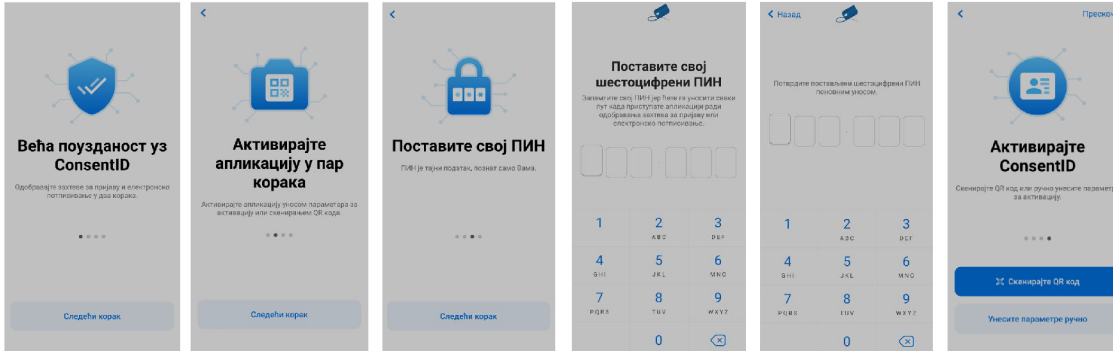 Већа поузданост уз
ConsentID
Одобравајте захтеве за пријаву и електронско
потписивање у два корака.
Следећи корак
Активирајте
апликацију у пар
корака
Активирајте апликацију уносом параметара за
активацију или скенирањем QR кода.
Следећи корак
Поставите свој ПИН
ПИН је тајни податак, познат само Вама.
Следећи корак
Поставите свој
шестоцифрени ПИН
Запамтите свој ПИН јер ћете га уносити сваки
пут када приступате апликацији ради
одобравања захтева за пријаву или
електронско потписивање.
1 2 3
ABC DEF
4 5 6
GHI JKL MNO
7 8 9
PQRS TUV WXYZ
0
Назад
Потврдите постављени шестоцифрени ПИН
поновним уносом.
1 2 3
ABC DEF
4 5 6
GHI JKL MNO
7 8 9
PQRS TUV WXYZ
0
Прескочи
Активирајте
ConsentID
Скенирајте QR код или ручно унесите параметре
за активацију.
Скенирајте QR код
Унесите параметре ручно